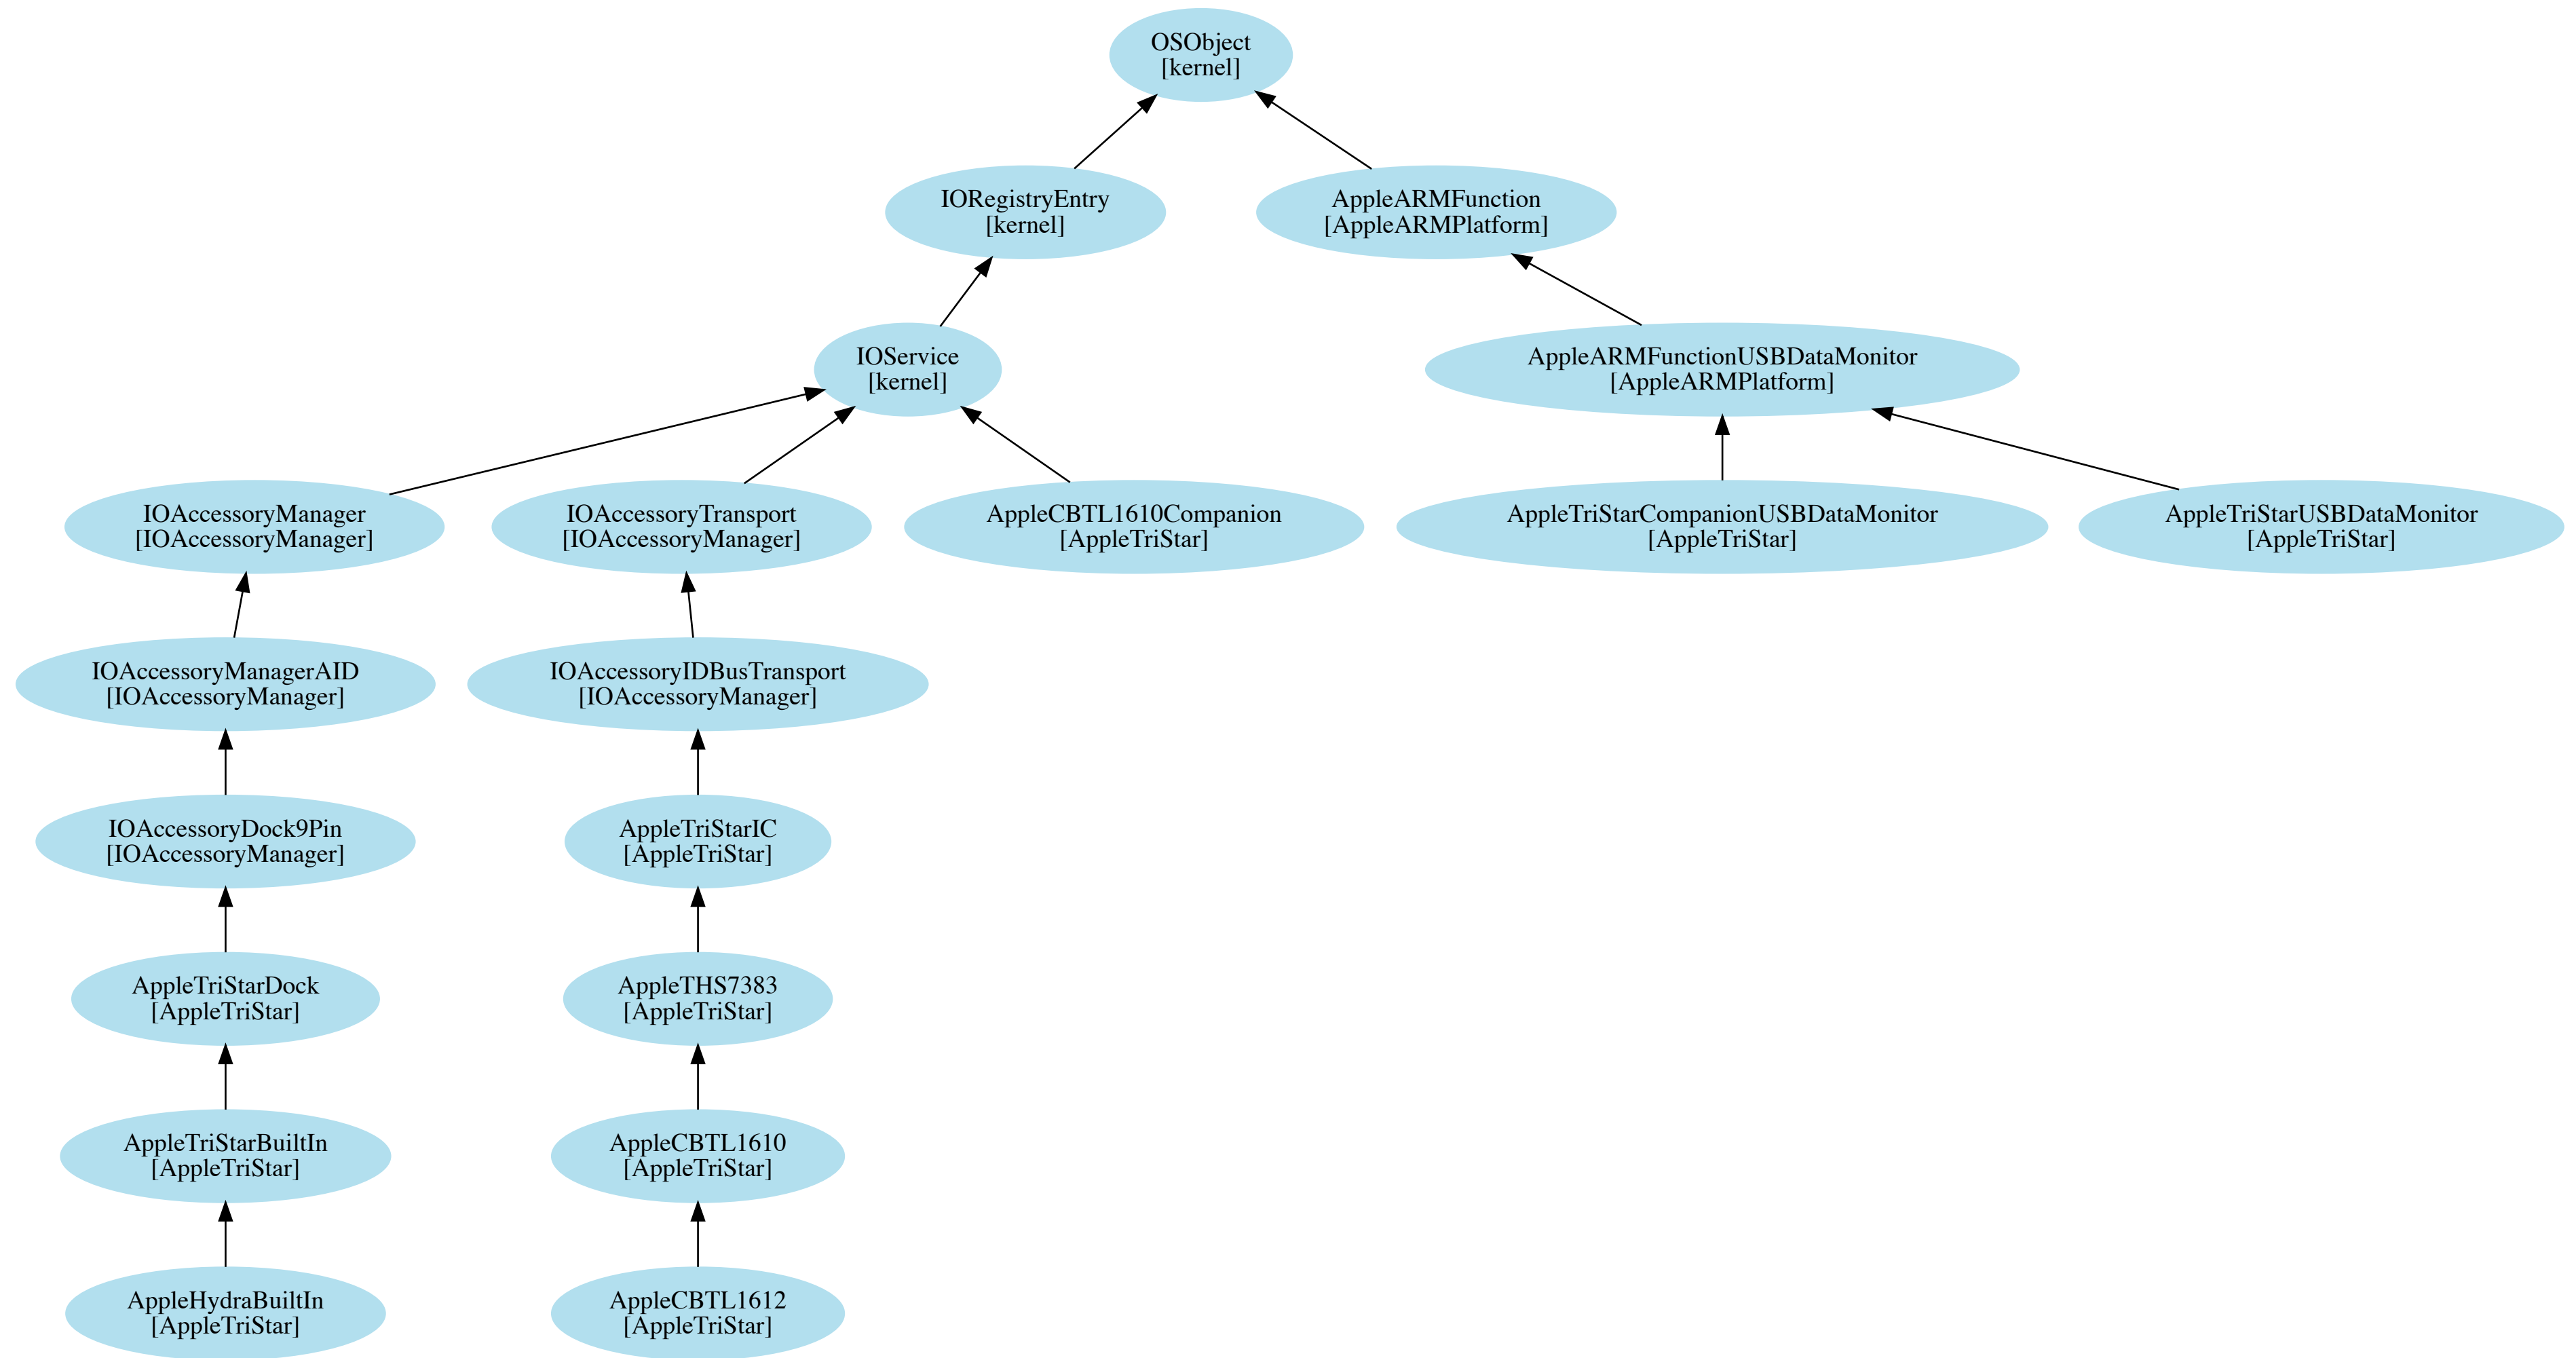 OSObject
[kernel]
IORegistryEntry
[kernel]
AppleARMFunction
[AppleARMPlatform]
IOService
[kernel]
AppleARMFunctionUSBDataMonitor
[AppleARMPlatform]
IOAccessoryManager
[IOAccessoryManager]
IOAccessoryTransport
[IOAccessoryManager]
AppleCBTL1610Companion
[AppleTriStar]
AppleTriStarCompanionUSBDataMonitor
[AppleTriStar]
AppleTriStarUSBDataMonitor
[AppleTriStar]
IOAccessoryManagerAID
[IOAccessoryManager]
IOAccessoryIDBusTransport
[IOAccessoryManager]
IOAccessoryDock9Pin
[IOAccessoryManager]
AppleTriStarIC
[AppleTriStar]
AppleTriStarDock
[AppleTriStar]
AppleTHS7383
[AppleTriStar]
AppleTriStarBuiltIn
[AppleTriStar]
AppleCBTL1610
[AppleTriStar]
AppleHydraBuiltIn
[AppleTriStar]
AppleCBTL1612
[AppleTriStar]